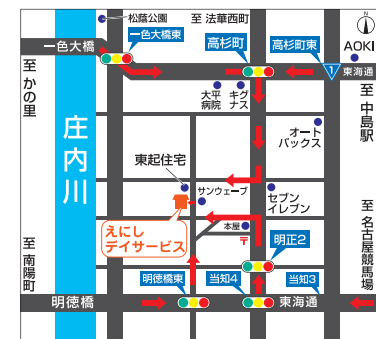 松蔭公園
至 法華西町
N
一色大橋
一色大橋東
高杉町
高杉町東
AOKI
1
東海通
至 かの里
大平
病院
キグ
ナス
至 中島駅
庄内川
オート
バックス
東起住宅
サンウェーブ
セブン
イレブン
えにし
デイサービス
本屋
〒
明正2
至 名古屋競馬場
至 南陽町
明徳橋東
当知4
当知3
明徳橋
東海通